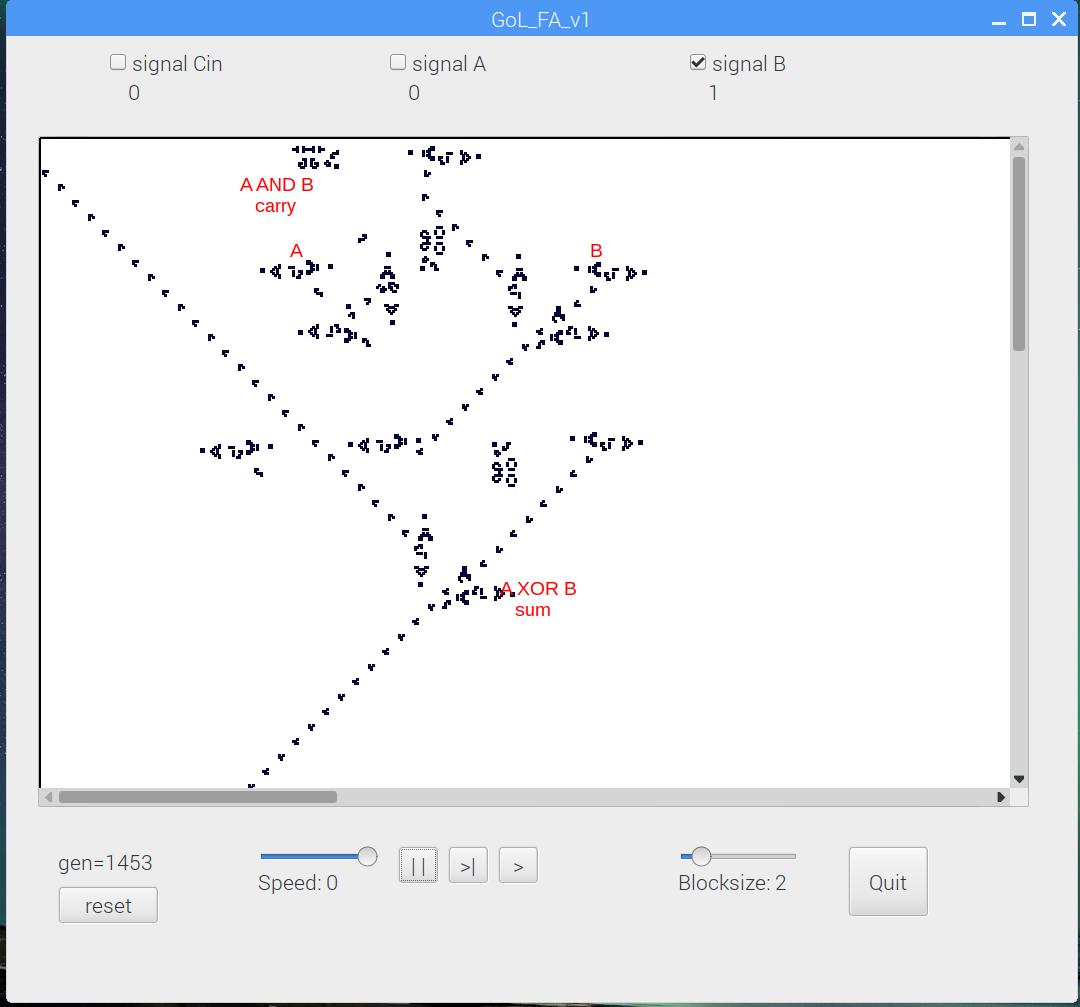 GoL_FA_v1
signal Cin
signal A
signal B
0
0
1
A AND B
carry
A
B
A XOR B
sum
gen=1453
reset
Speed: 0
| |
>|
>
Blocksize: 2
Quit